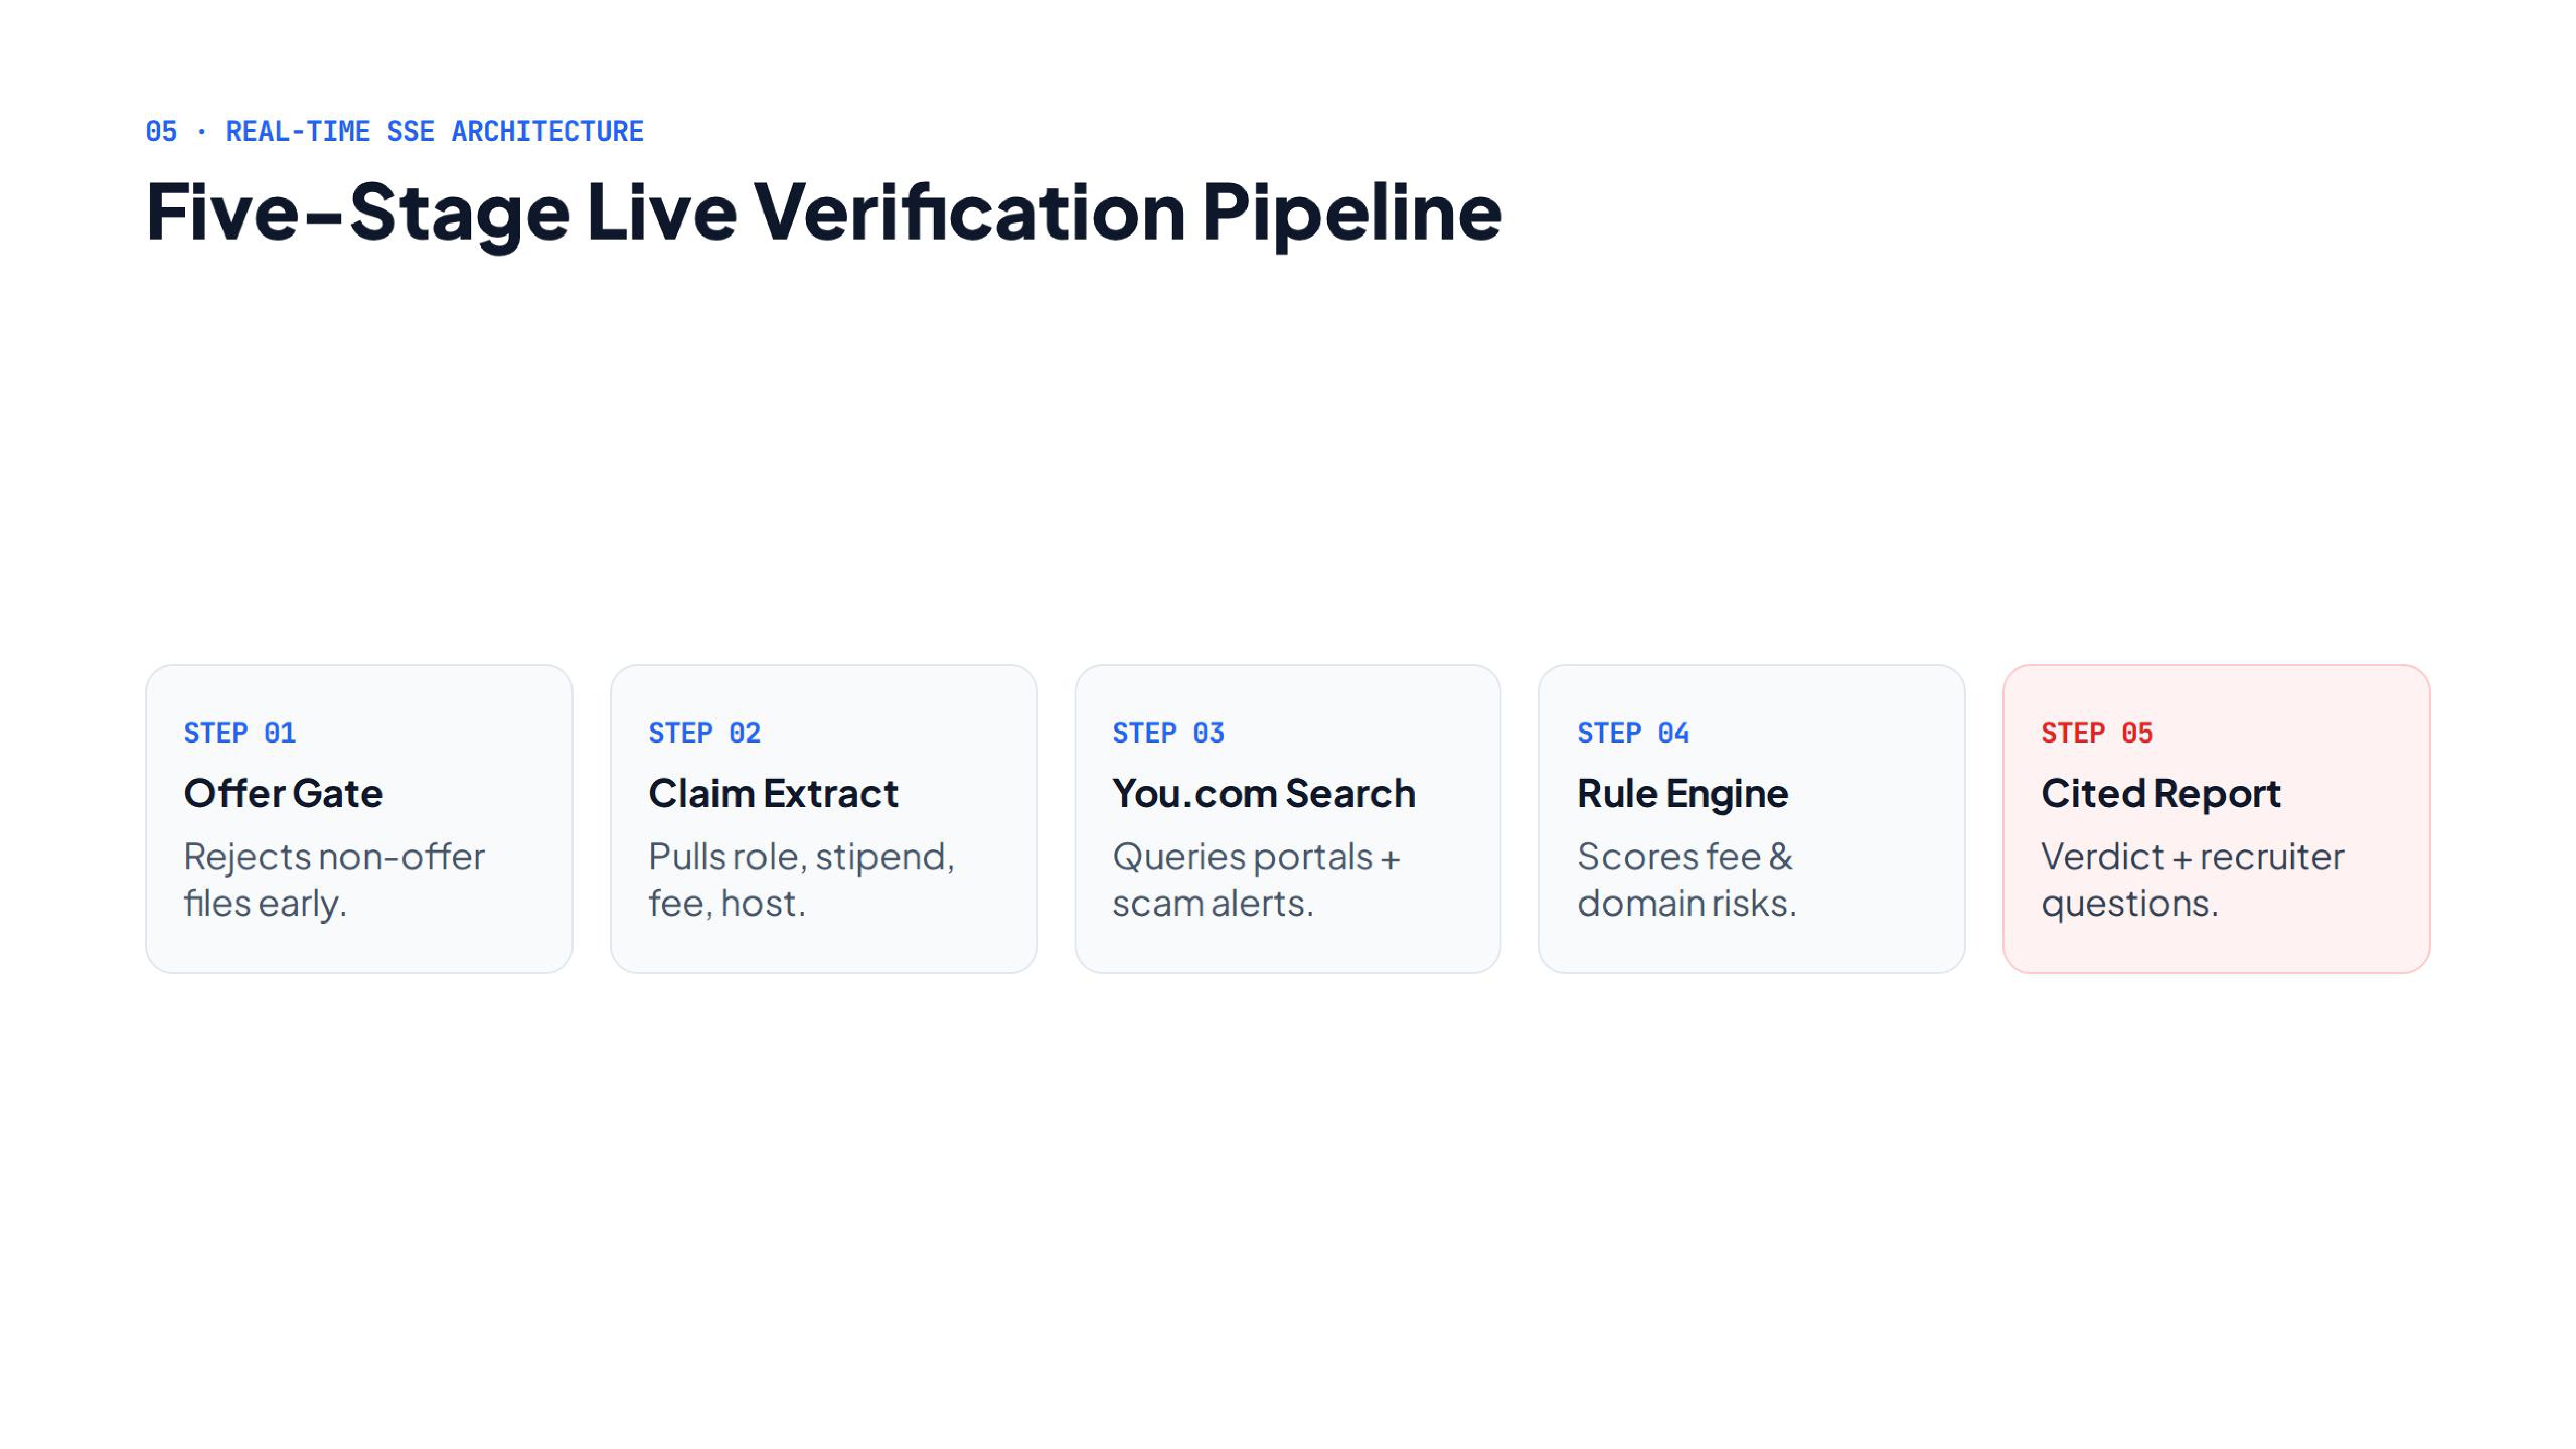 05 · REAL-TIME SSE ARCHITECTURE
Five-Stage Live Verification Pipeline
STEP 01
Offer Gate
Rejects non-offer
files early.
STEP 02
Claim Extract
Pulls role, stipend,
fee, host.
STEP 03
You.com Search
Queries portals +
scam alerts.
STEP 04
Rule Engine
Scores fee &
domain risks.
STEP 05
Cited Report
Verdict + recruiter
questions.